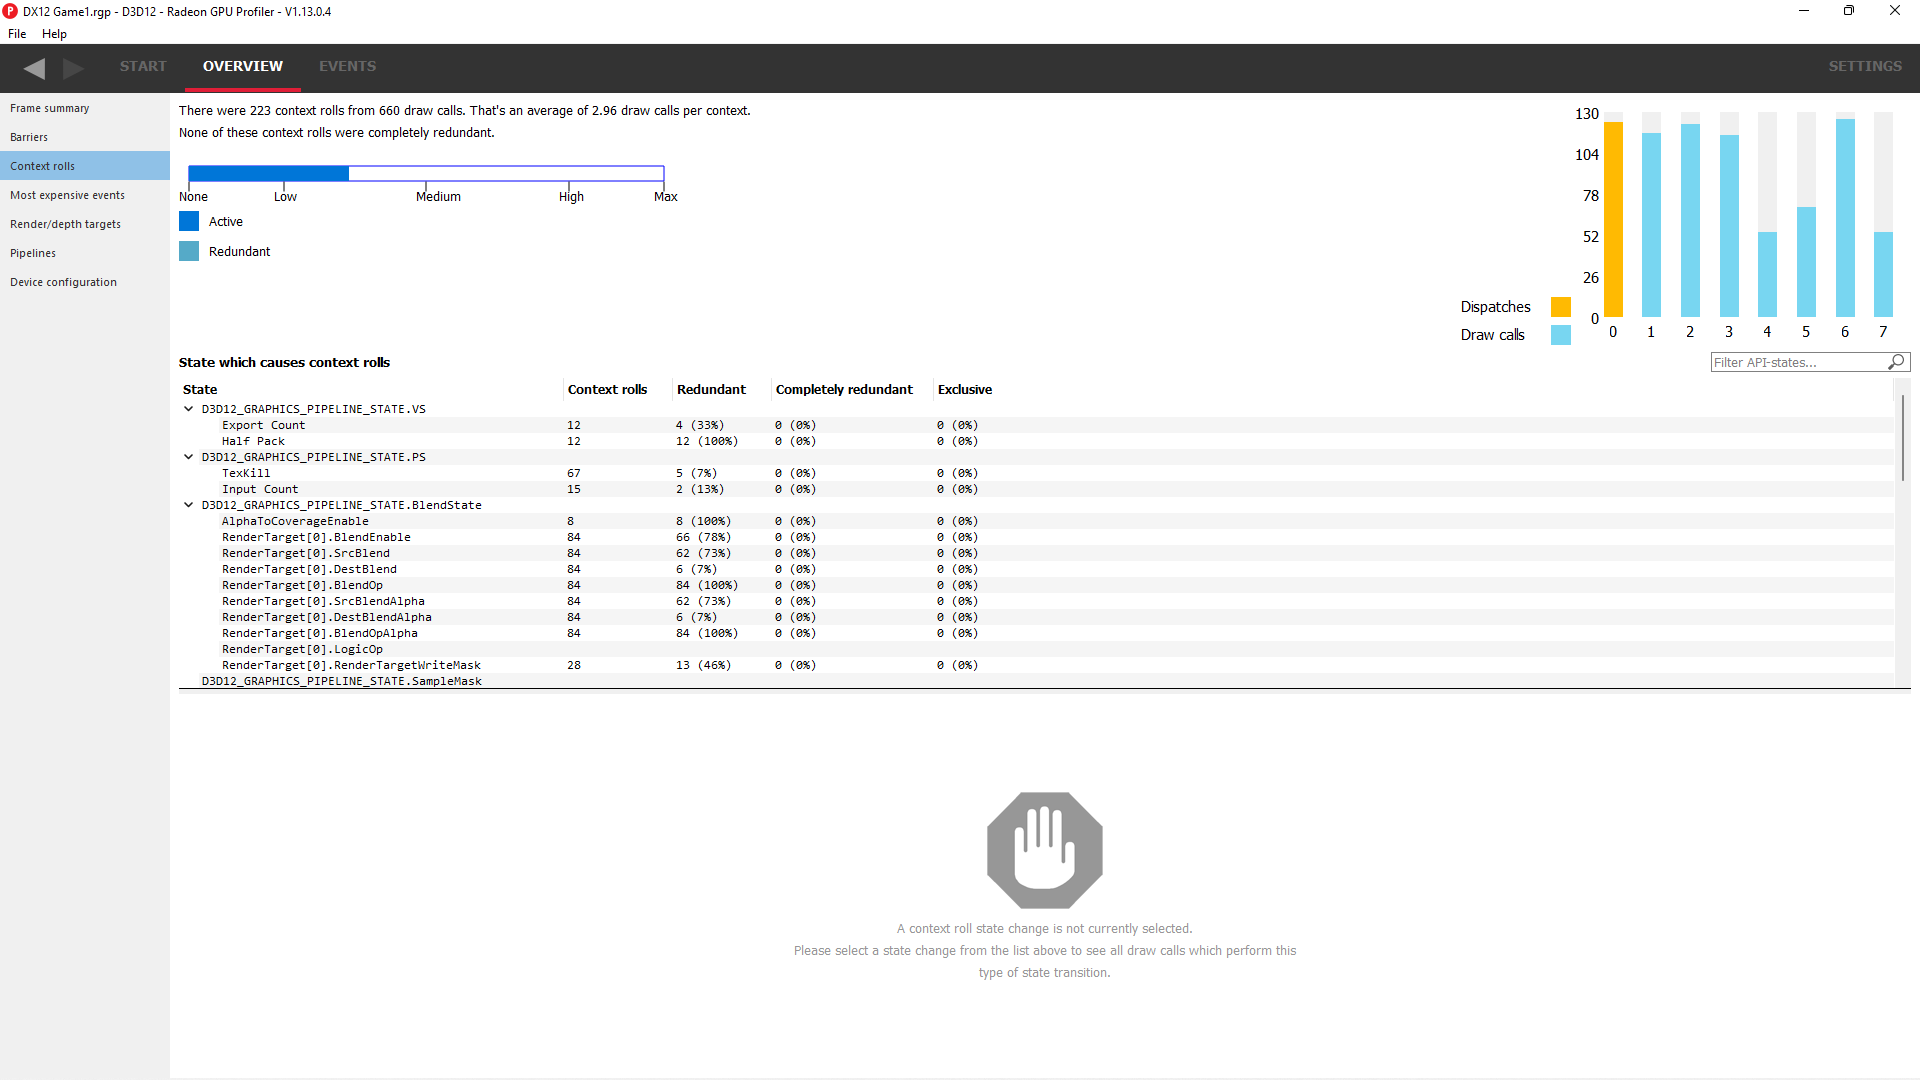 DX12 Game1.rgp - D3D12 - Radeon GPU Profiler - V1.13.0.4
File Help
START OVERVIEW EVENTS SETTINGS
Frame summary
Barriers
Context rolls
Most expensive events
Render/depth targets
Pipelines
Device configuration
There were 223 context rolls from 660 draw calls. That's an average of 2.96 draw calls per context.
None of these context rolls were completely redundant.
None Low Medium High Max
Active
Redundant
130
104
78
52
26
0
Dispatches
Draw calls
0 1 2 3 4 5 6 7
State which causes context rolls
Filter API-states...
State Context rolls Redundant Completely redundant Exclusive
D3D12_GRAPHICS_PIPELINE_STATE.VS
Export Count 12 4 (33%) 0 (0%) 0 (0%)
Half Pack 12 12 (100%) 0 (0%) 0 (0%)
D3D12_GRAPHICS_PIPELINE_STATE.PS
TexKill 67 5 (7%) 0 (0%) 0 (0%)
Input Count 15 2 (13%) 0 (0%) 0 (0%)
D3D12_GRAPHICS_PIPELINE_STATE.BlendState
AlphaToCoverageEnable 8 8 (100%) 0 (0%) 0 (0%)
RenderTarget[0].BlendEnable 84 66 (78%) 0 (0%) 0 (0%)
RenderTarget[0].SrcBlend 84 62 (73%) 0 (0%) 0 (0%)
RenderTarget[0].DestBlend 84 6 (7%) 0 (0%) 0 (0%)
RenderTarget[0].BlendOp 84 84 (100%) 0 (0%) 0 (0%)
RenderTarget[0].SrcBlendAlpha 84 62 (73%) 0 (0%) 0 (0%)
RenderTarget[0].DestBlendAlpha 84 6 (7%) 0 (0%) 0 (0%)
RenderTarget[0].BlendOpAlpha 84 84 (100%) 0 (0%) 0 (0%)
RenderTarget[0].LogicOp
RenderTarget[0].RenderTargetWriteMask 28 13 (46%) 0 (0%) 0 (0%)
D3D12_GRAPHICS_PIPELINE_STATE.SampleMask
A context roll state change is not currently selected.
Please select a state change from the list above to see all draw calls which perform this
type of state transition.